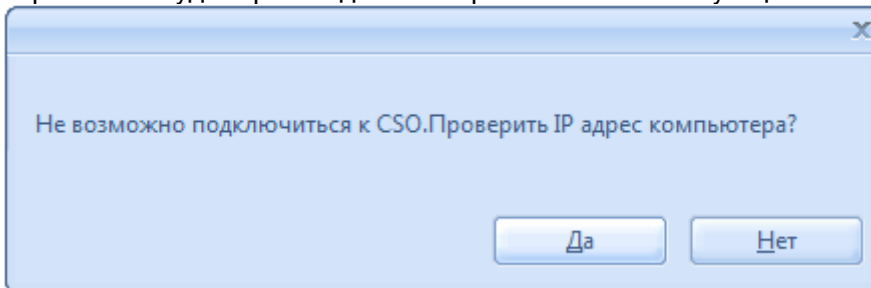 Не возможно подключиться к CSO.Проверить IP адрес компьютера?
Да
Нет